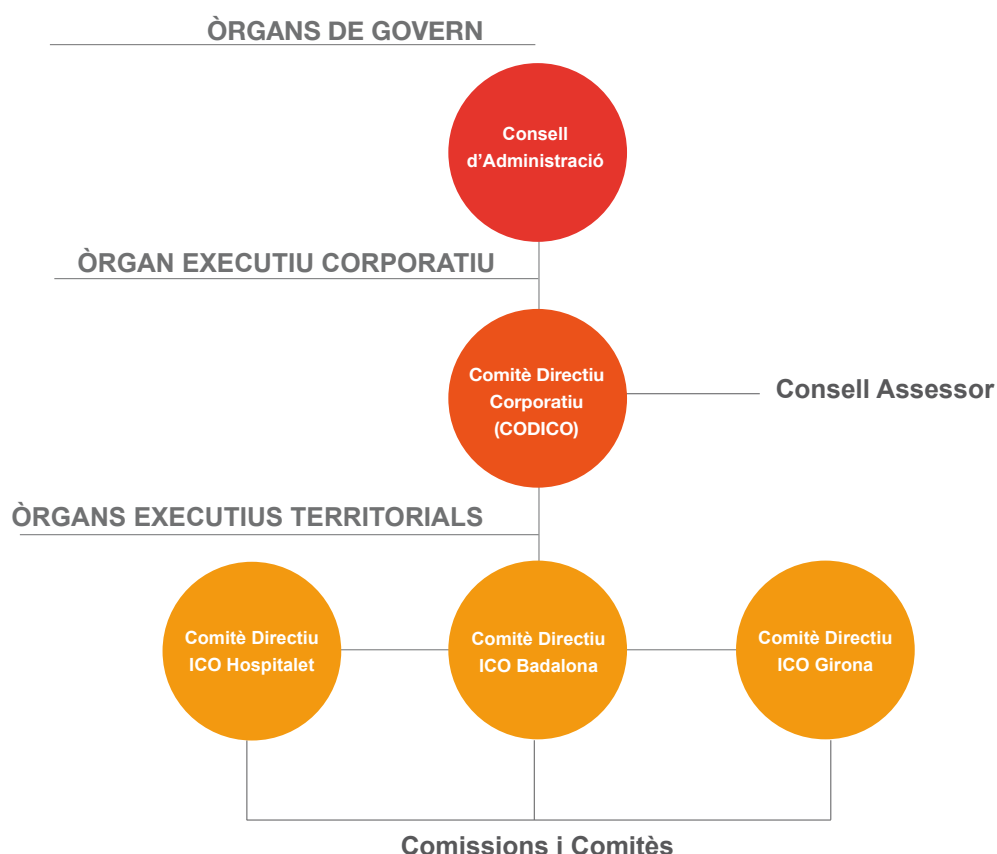 ÒRGANS DE GOVERN
Consell
d’Administració
ÒRGAN EXECUTIU CORPORATIU
Comitè Directiu
Corporatiu
(CODICO)
Consell Assessor
ÒRGANS EXECUTIUS TERRITORIALS
Comitè Directiu
ICO Hospitalet
Comitè Directiu
ICO Badalona
Comitè Directiu
ICO Girona
Comissions i Comitès